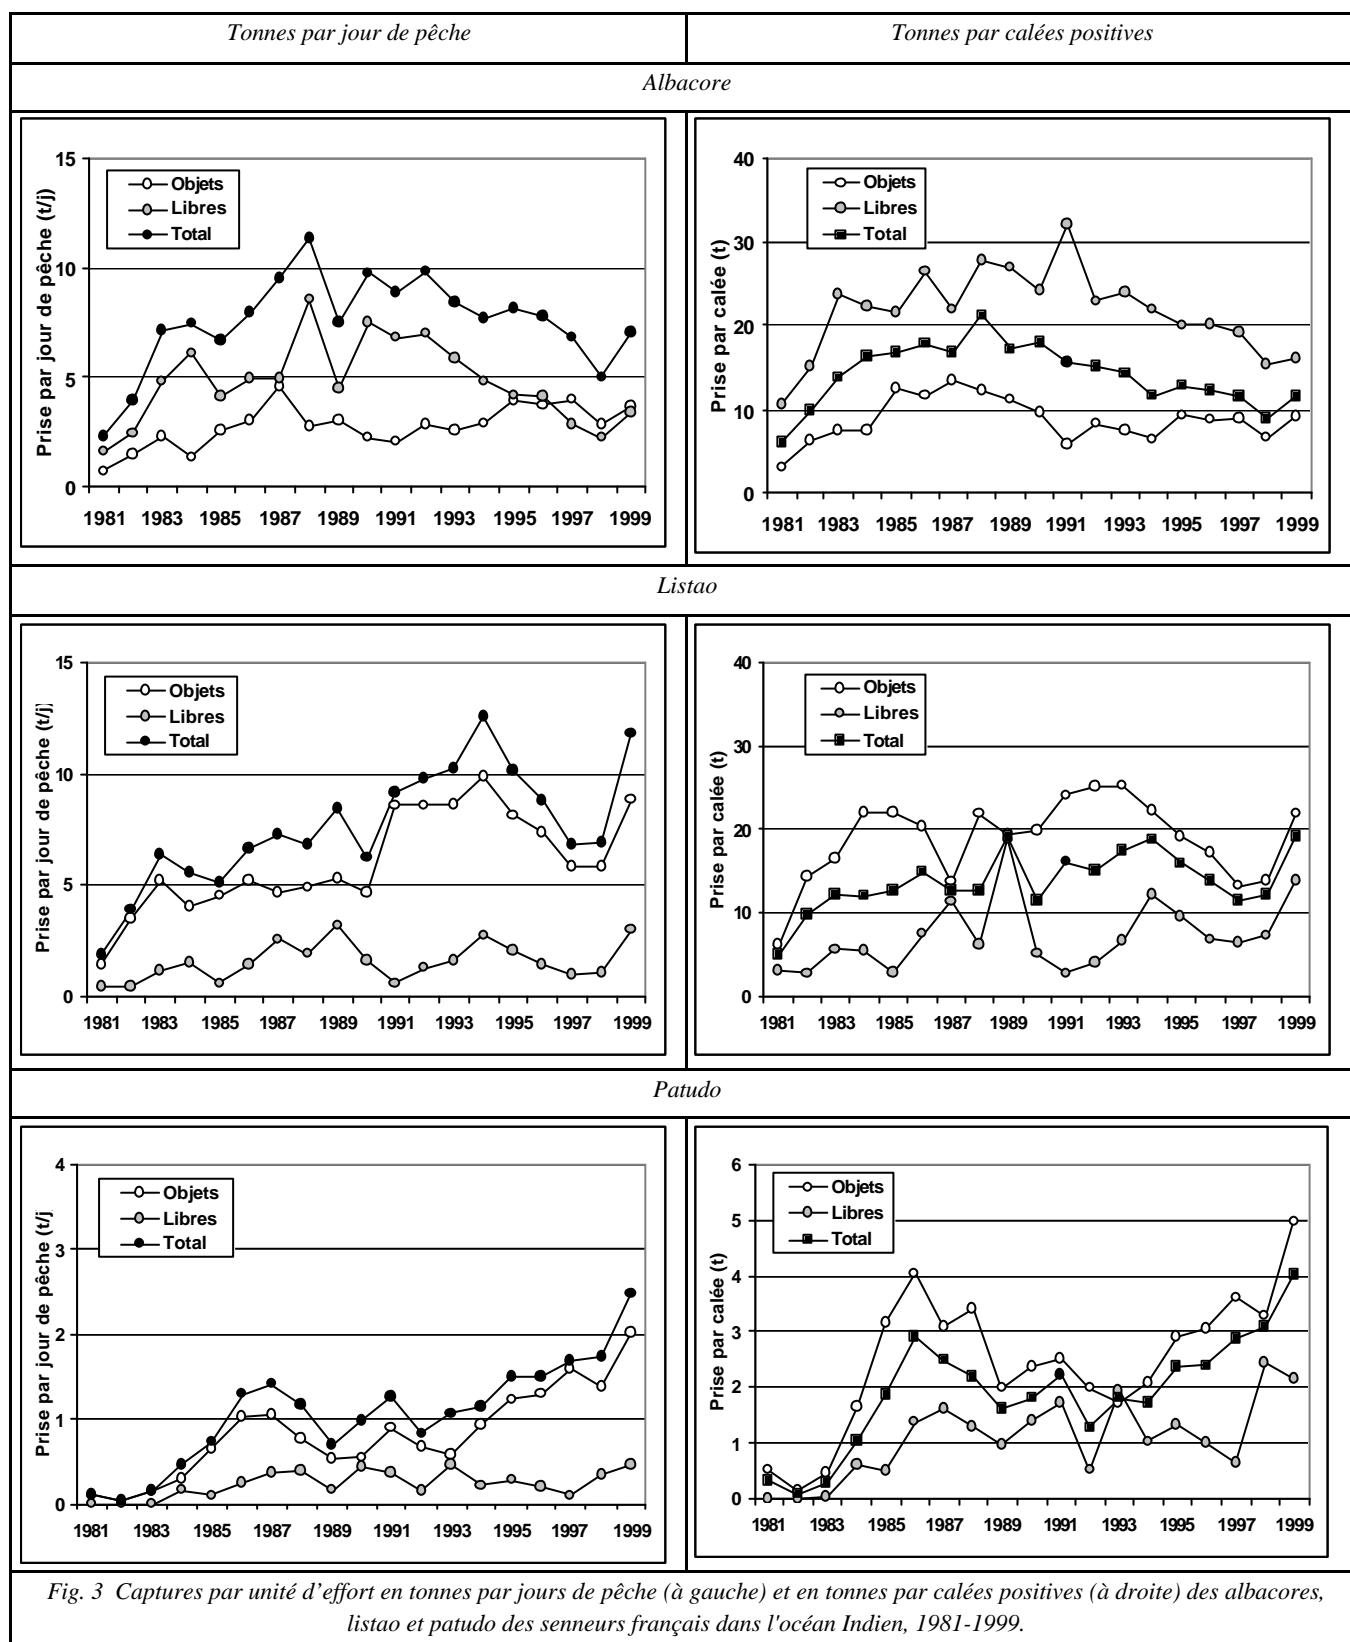 Tonnes par jour de pêche
Tonnes par calées positives
Albacore
Prise par jour de pêche (t/j)
15
10
5
0
Objets
Libres
Total
1981 1983 1985 1987 1989 1991 1993 1995 1997 1999
Prise par calée (t)
40
30
20
10
0
Objets
Libres
Total
1981 1983 1985 1987 1989 1991 1993 1995 1997 1999
Listao
Prise par jour de pêche (t/j)
15
10
5
0
Objets
Libres
Total
1981 1983 1985 1987 1989 1991 1993 1995 1997 1999
Prise par calée (t)
40
30
20
10
0
Objets
Libres
Total
1981 1983 1985 1987 1989 1991 1993 1995 1997 1999
Patudo
Prise par jour de pêche (t/j
4
3
2
1
0
Objets
Libres
Total
1981 1983 1985 1987 1989 1991 1993 1995 1997 1999
Prise par calée (t)
6
5
4
3
2
1
0
Objets
Libres
Total
1981 1983 1985 1987 1989 1991 1993 1995 1997 1999
Fig. 3 Captures par unité d'effort en tonnes par jours de pêche (à gauche) et en tonnes par calées positives (à droite) des albacores,
listao et patudo des senneurs français dans l'océan Indien, 1981-1999.